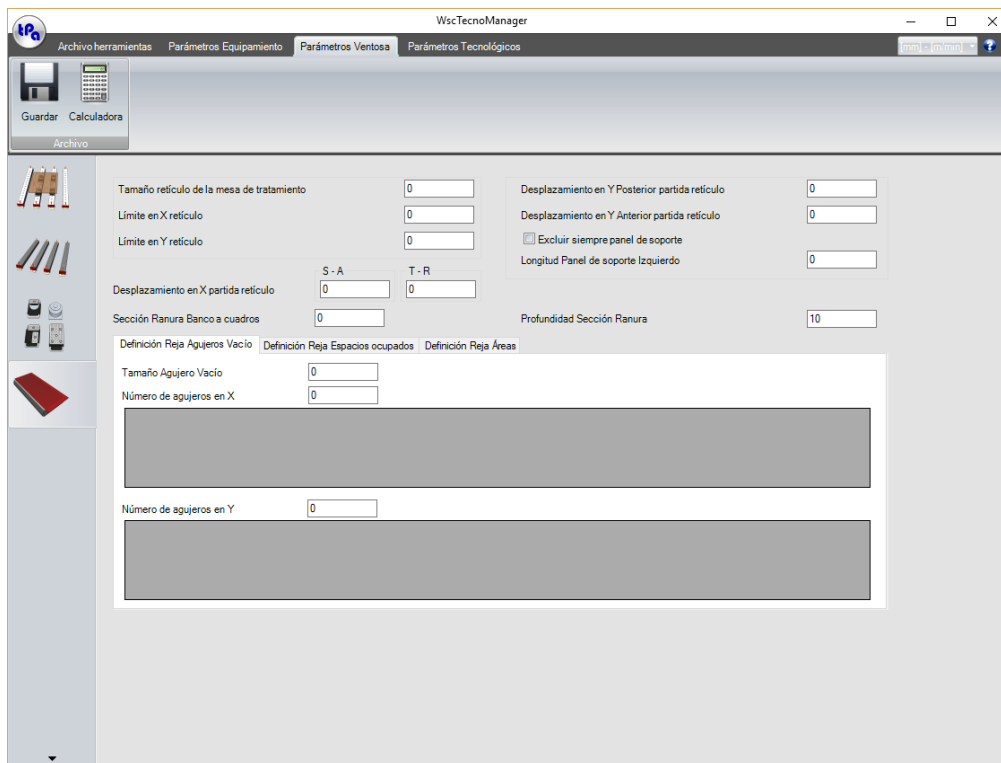 WscTecnoManager
tPa
Archivo herramientas Parámetros Equipamiento Parámetros Ventosa Parámetros Tecnológicos [mm] - [m/min]
Guardar Calculadora
Archivo
Tamaño retículo de la mesa de tratamiento 0
Límite en X retículo 0
Límite en Y retículo 0
Desplazamiento en Y Posterior partida retículo 0
Desplazamiento en Y Anterior partida retículo 0
Excluir siempre panel de soporte
Longitud Panel de soporte Izquierdo 0
S - A T - R
Desplazamiento en X partida retículo 0 0
Sección Ranura Banco a cuadros 0
Profundidad Sección Ranura 10
Definición Reja Agujeros Vacío Definición Reja Espacios ocupados Definición Reja Áreas
Tamaño Agujero Vacío 0
Número de agujeros en X 0
Número de agujeros en Y 0